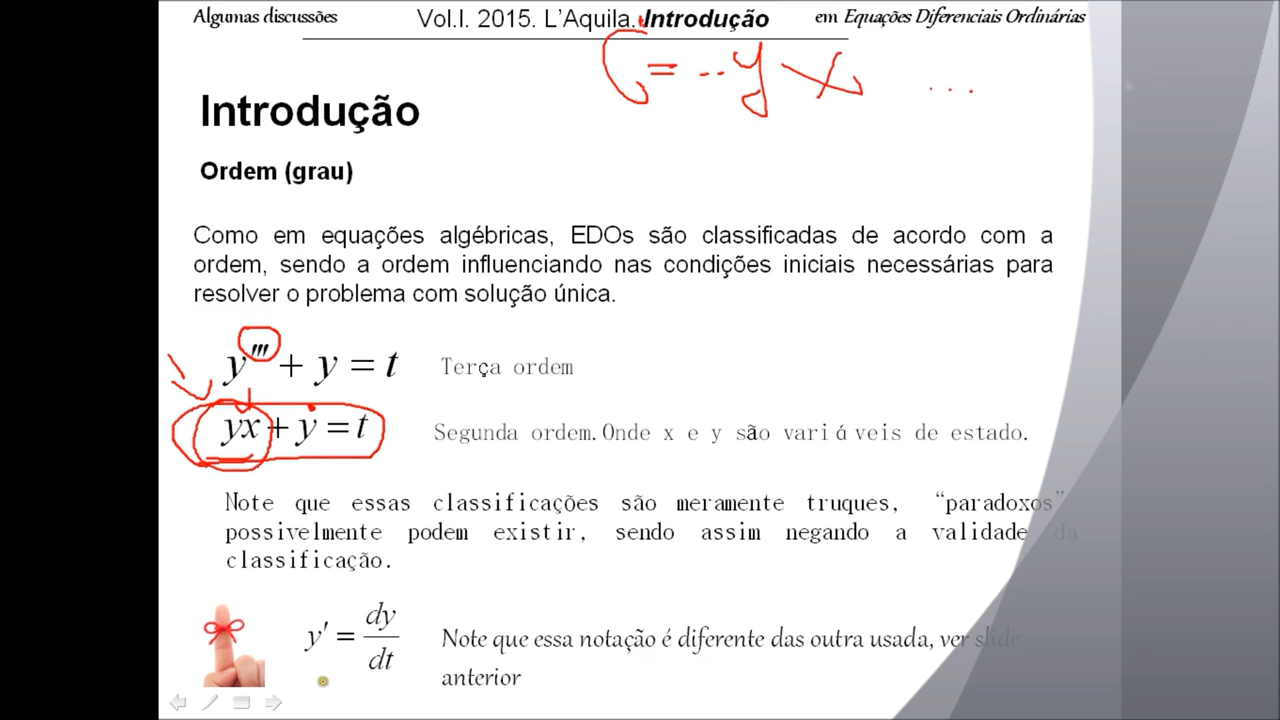 Algumas discussões Vol.I. 2015. L'Aquila. Introdução em Equações Diferenciais Ordinárias
= -- y x ...
Introdução
Ordem (grau)
Como em equações algébricas, EDOs são classificadas de acordo com a
ordem, sendo a ordem influenciando nas condições iniciais necessárias para
resolver o problema com solução única.
y''' + y = t Terça ordem
yx + y = t Segunda ordem.Onde x e y são variáveis de estado.
Note que essas classificações são meramente truques, “paradoxos”
possivelmente podem existir, sendo assim negando a validade da
classificação.
y' = dy/dt Note que essa notação é diferente das outra usada, ver slide
anterior